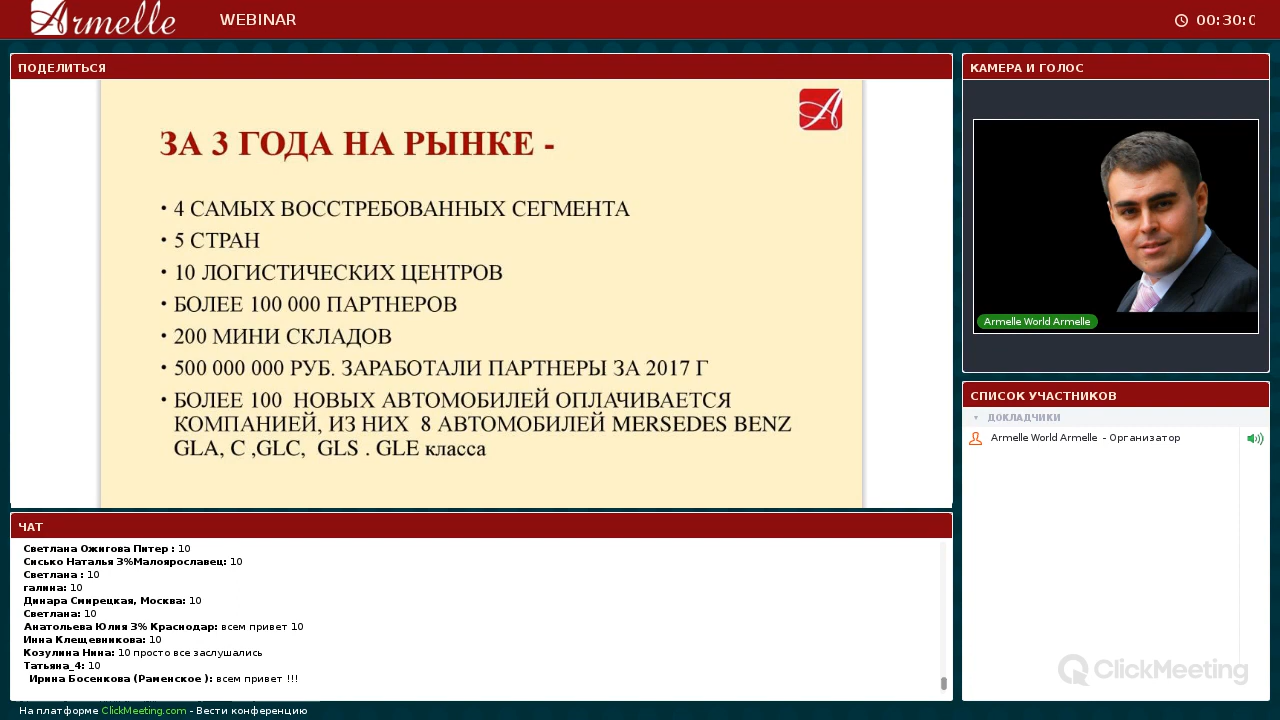 Armelle
WEBINAR
00:30:0
ПОДЕЛИТЬСЯ
ЗА 3 ГОДА НА РЫНКЕ -
• 4 САМЫХ ВОССТРЕБОВАННЫХ СЕГМЕНТА
• 5 СТРАН
• 10 ЛОГИСТИЧЕСКИХ ЦЕНТРОВ
• БОЛЕЕ 100 000 ПАРТНЕРОВ
• 200 МИНИ СКЛАДОВ
• 500 000 000 РУБ. ЗАРАБОТАЛИ ПАРТНЕРЫ ЗА 2017 Г
• БОЛЕЕ 100 НОВЫХ АВТОМОБИЛЕЙ ОПЛАЧИВАЕТСЯ
КОМПАНИЕЙ, ИЗ НИХ 8 АВТОМОБИЛЕЙ MERSEDES BENZ
GLA, C ,GLC, GLS . GLE класса
КАМЕРА И ГОЛОС
Armelle World Armelle
СПИСОК УЧАСТНИКОВ
ДОКЛАДЧИКИ
Armelle World Armelle - Организатор
ClickMeeting
ЧАТ
Светлана Ожигова Питер : 10
Сисько Наталья 3%Малоярославец: 10
Светлана : 10
галина: 10
Динара Смирецкая, Москва: 10
Светлана: 10
Анатольева Юлия 3% Краснодар: всем привет 10
Инна Клещевникова: 10
Козулина Нина: 10 просто все заслушались
Татьяна_4: 10
Ирина Босенкова (Раменское ): всем привет !!!
На платформе ClickMeeting.com - Вести конференцию